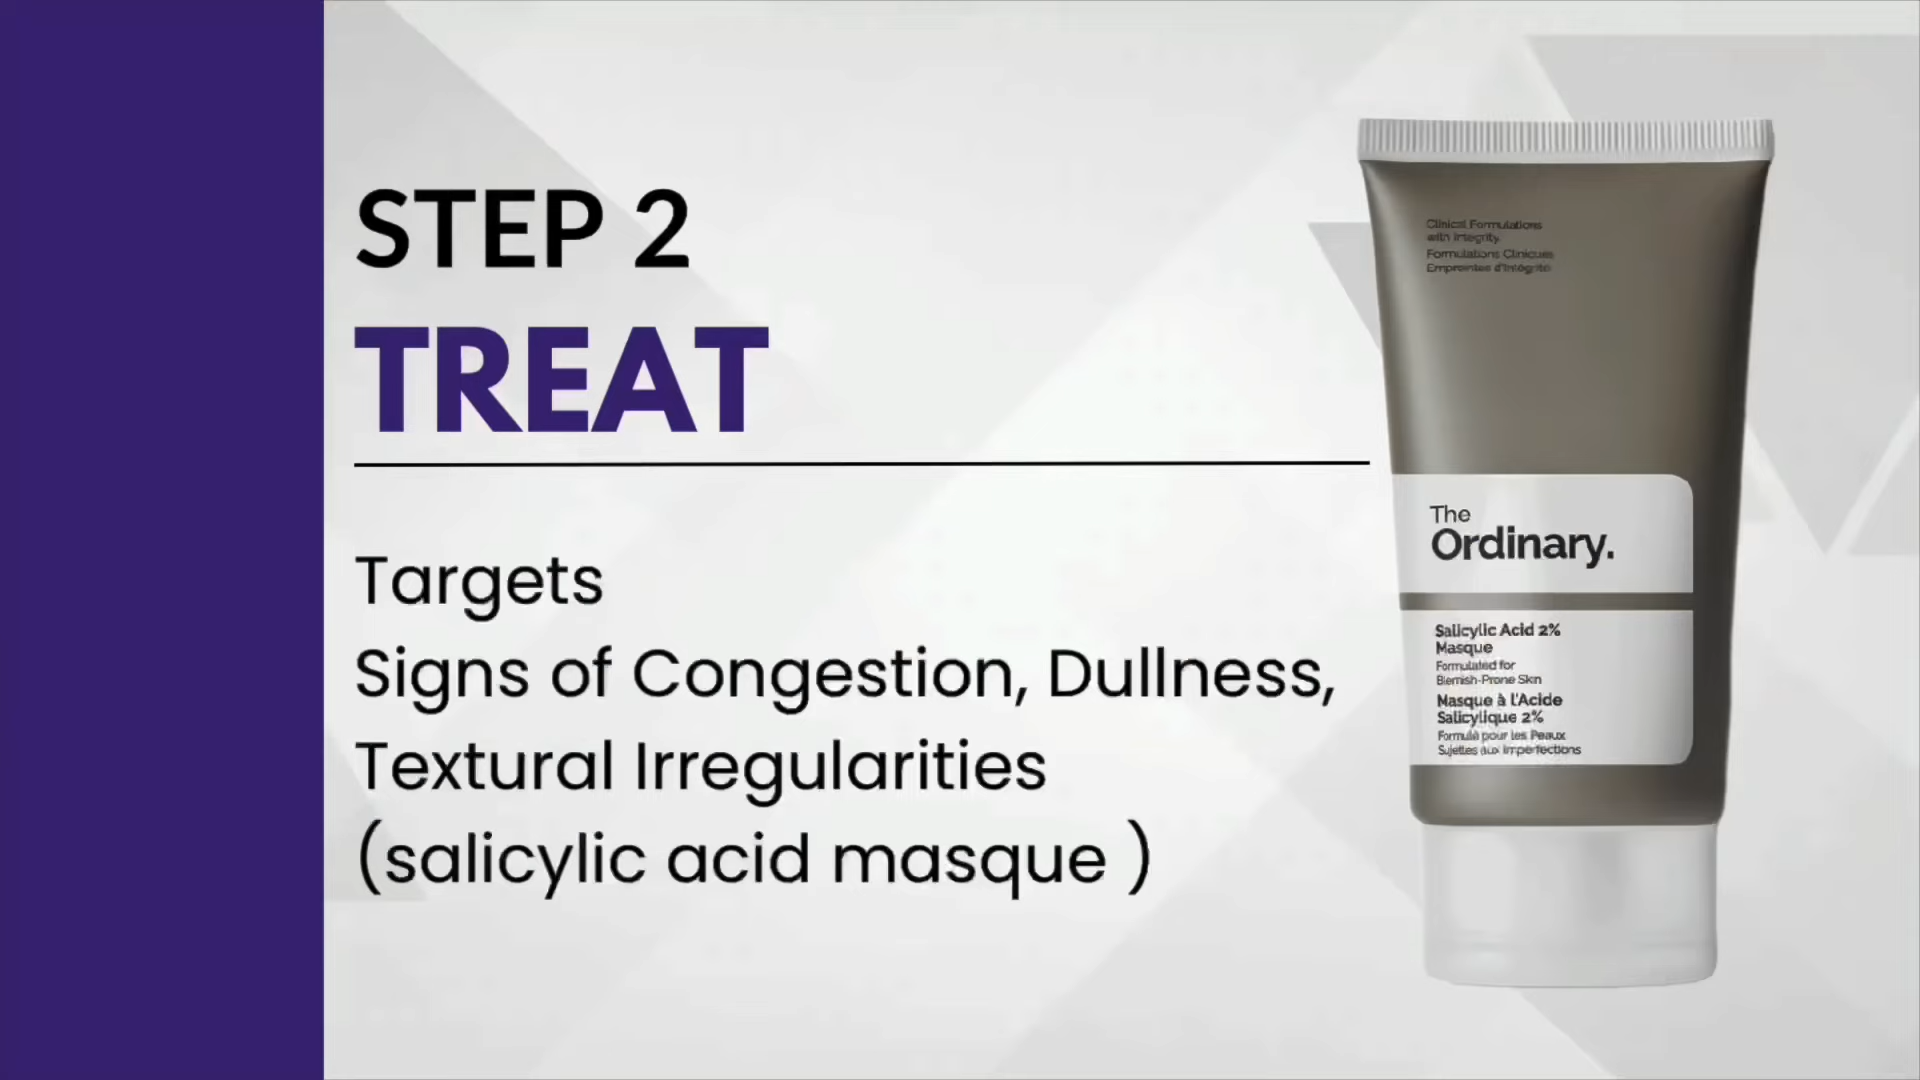 STEP 2
TREAT
Targets
Signs of Congestion, Dullness,
Textural Irregularities
(salicylic acid masque )
Clinical Formulations
with Integrity.
Formulations Cliniques
Empreintes d'Intégrité.
The
Ordinary.
Salicylic Acid 2%
Masque
Formulated for
Blemish-Prone Skin
Masque à l'Acide
Salicylique 2%
Formulé pour les Peaux
Sujettes aux Imperfections